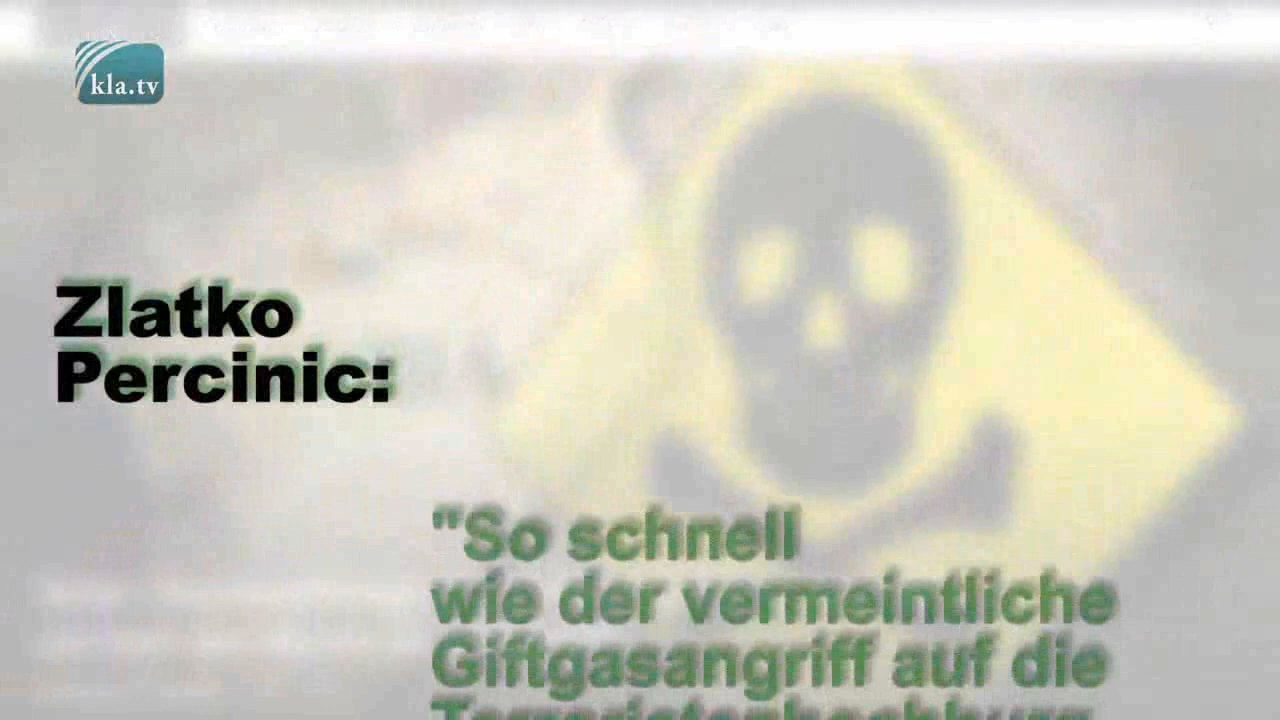 kla.tv
Zlatko
Percinic:
"So schnell
wie der vermeintliche
Giftgasangriff auf die